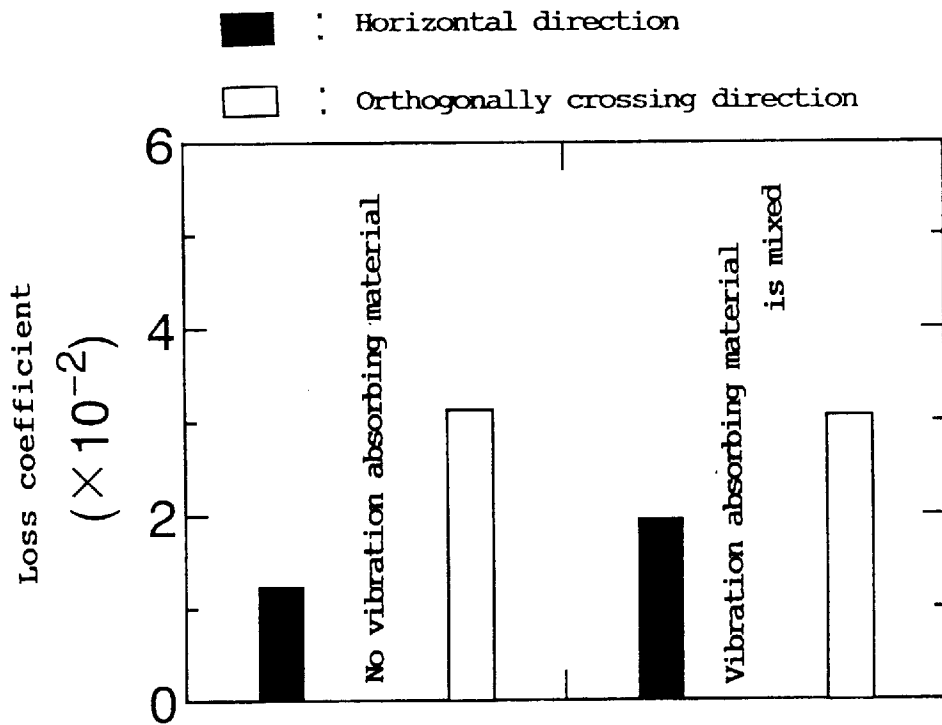 : Horizontal direction
: Orthogonally crossing direction
6
4
2
0
Loss coefficient
(×10⁻²)
No vibration absorbing material
Vibration absorbing material
is mixed